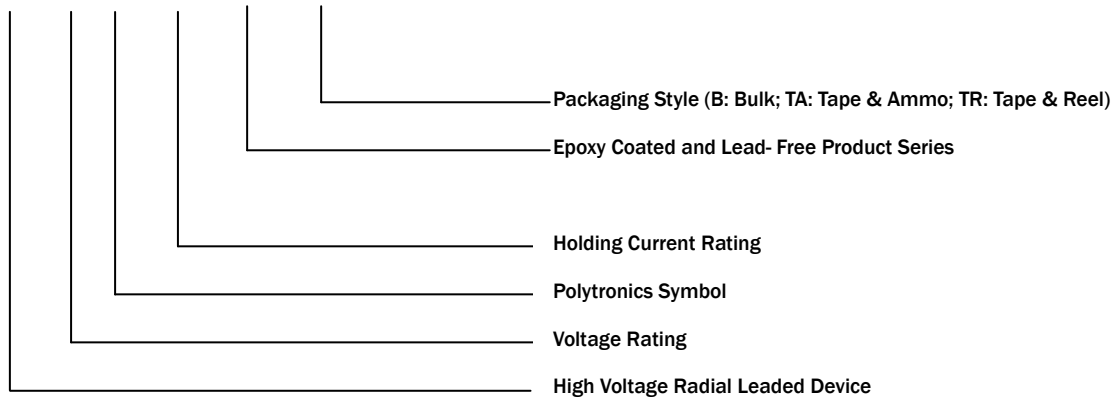 Packaging Style (B: Bulk; TA: Tape & Ammo; TR: Tape & Reel)
Epoxy Coated and Lead- Free Product Series
Holding Current Rating
Polytronics Symbol
Voltage Rating
High Voltage Radial Leaded Device